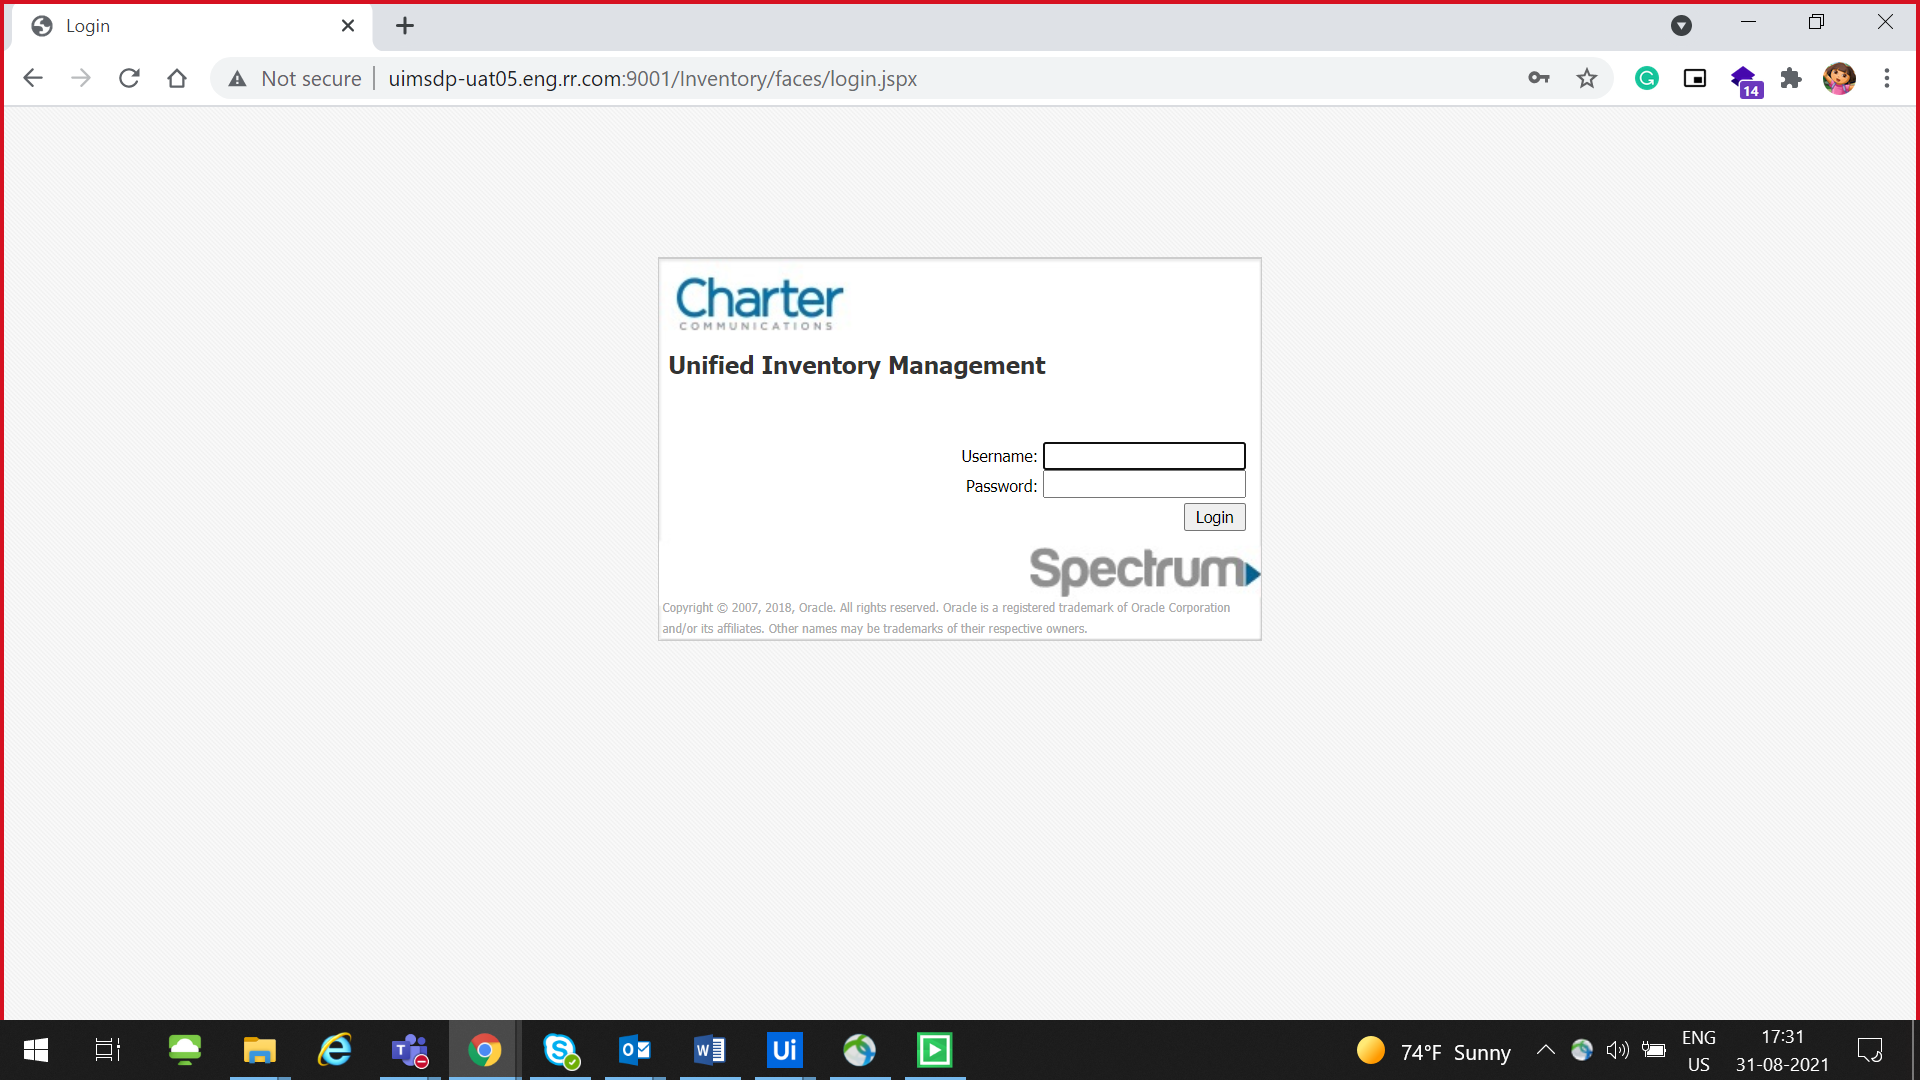 Login
Not secure
uimsdp-uat05.eng.rr.com:9001/Inventory/faces/login.jspx
14
Charter
COMMUNICATIONS
Unified Inventory Management
Username:
Password:
Login
Spectrum
Copyright © 2007, 2018, Oracle. All rights reserved. Oracle is a registered trademark of Oracle Corporation
and/or its affiliates. Other names may be trademarks of their respective owners.
74°F Sunny
ENG
US
17:31
31-08-2021